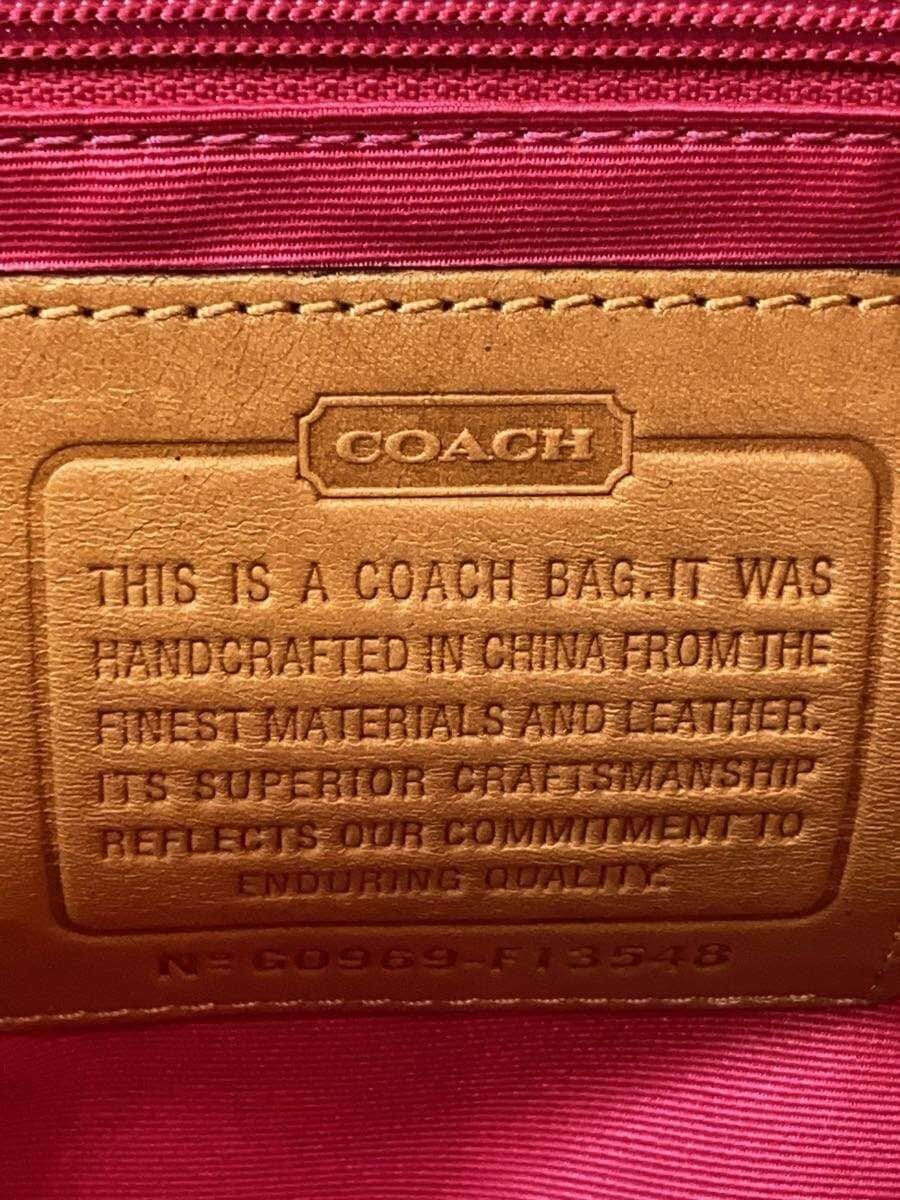 COACH
THIS IS A COACH BAG. IT WAS
HANDCRAFTED IN CHINA FROM THE
FINEST MATERIALS AND LEATHER.
ITS SUPERIOR CRAFTSMANSHIP
REFLECTS OUR COMMITMENT TO
ENDURING QUALITY.
Nº G0969-F13548